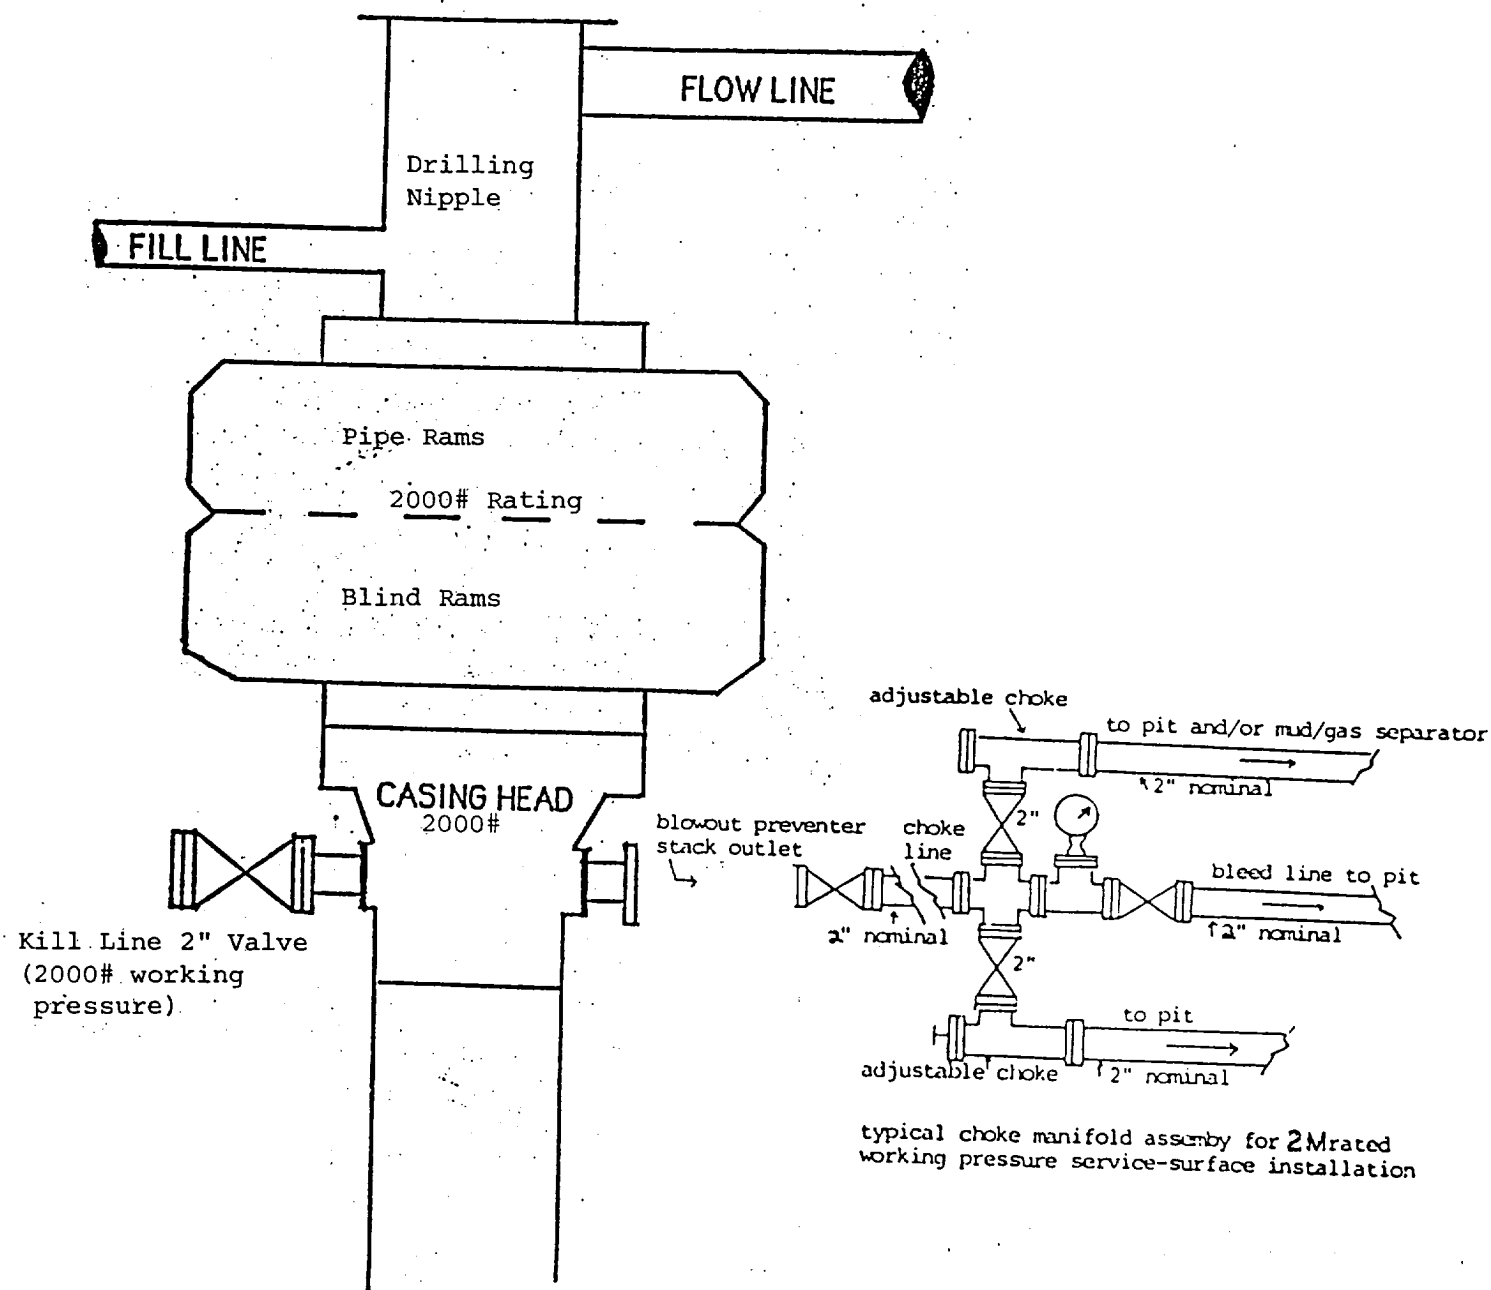 FLOW LINE
Drilling
Nipple
FILL LINE
Pipe Rams
2000# Rating
Blind Rams
CASING HEAD
2000#
Kill Line 2" Valve
(2000# working
pressure)
adjustable choke
to pit and/or mud/gas separator
2" nominal
2"
blowout preventer
stack outlet
choke
line
bleed line to pit
2" nominal
2" nominal
2"
to pit
adjustable choke
2" nominal
typical choke manifold assemby for 2M rated
working pressure service-surface installation